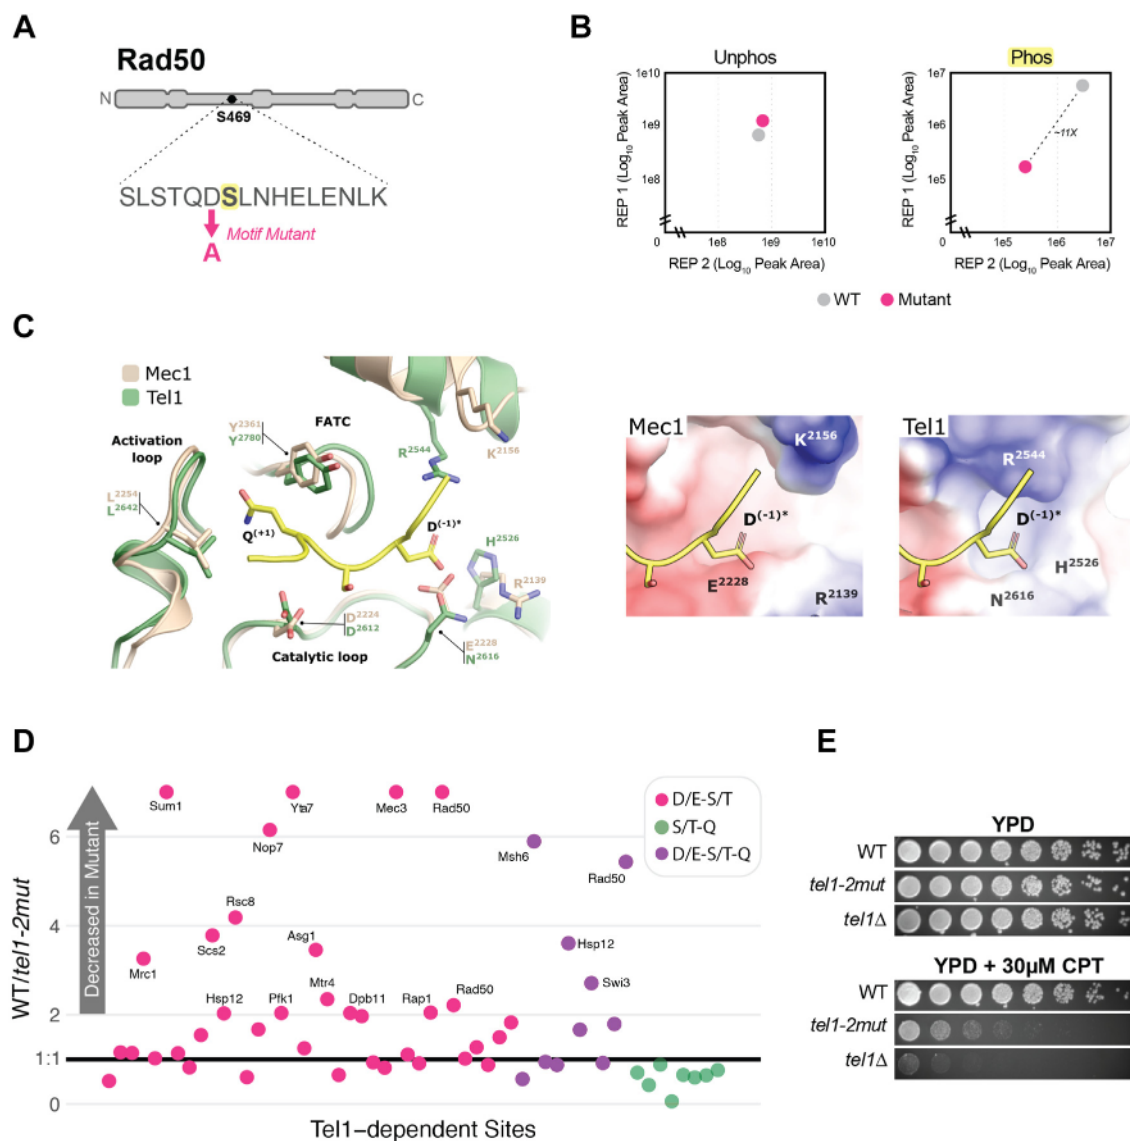 A
Rad50
N
C
S469
SLSTQDSLNHELENLK
Motif Mutant
A
B
Unphos
1e10
1e9
1e8
0
1e8
1e9
1e10
REP 1 (Log10 Peak Area)
REP 2 (Log10 Peak Area)
Phos
1e7
1e6
1e5
0
1e5
1e6
1e7
~11X
REP 1 (Log10 Peak Area)
REP 2 (Log10 Peak Area)
WT
Mutant
C
Mec1
Tel1
Activation
loop
FATC
Y2361
Y2780
L2254
L2642
R2544
K2156
Q(+1)
D(-1)*
H2526
R2139
D2224
D2612
Catalytic loop
E2228
N2616
Mec1
K2156
D(-1)*
E2228
R2139
Tel1
R2544
D(-1)*
H2526
N2616
D
WT/tel1-2mut
Decreased in Mutant
6
4
2
1:1
0
Sum1
Yta7
Mec3
Rad50
Nop7
Msh6
Rad50
Rsc8
Scs2
Asg1
Hsp12
Mrc1
Mtr4
Swi3
Hsp12
Pfk1
Dpb11
Rap1
Rad50
D/E-S/T
S/T-Q
D/E-S/T-Q
Tel1-dependent Sites
E
YPD
WT
tel1-2mut
tel1Δ
YPD + 30µM CPT
WT
tel1-2mut
tel1Δ